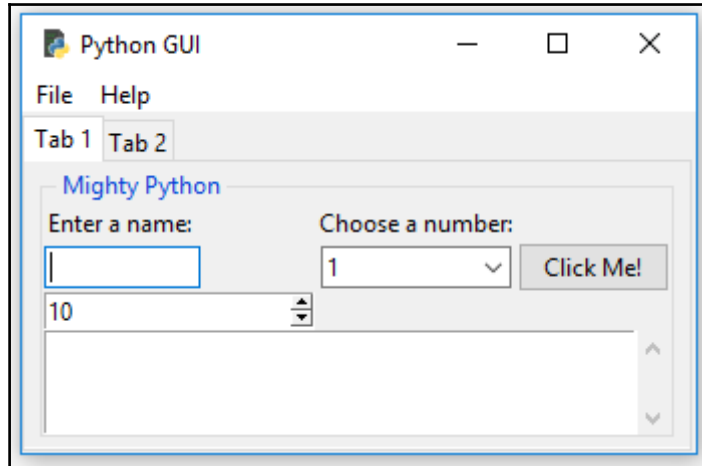 Python GUI
File Help
Tab 1 Tab 2
Mighty Python
Enter a name: Choose a number:
1 Click Me!
10